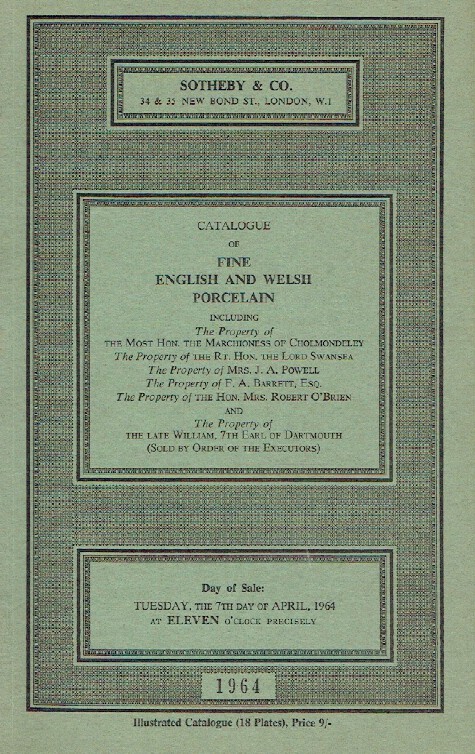 SOTHEBY & CO.
34 & 35 NEW BOND ST., LONDON, W.1
CATALOGUE
OF
FINE
ENGLISH AND WELSH
PORCELAIN
INCLUDING
The Property of
THE MOST HON. THE MARCHIONESS OF CHOLMONDELEY
The Property of THE RT. HON. THE LORD SWANSEA
The Property of MRS. J. A. POWELL
The Property of F. A. BARRETT, ESQ.
The Property of THE HON. MRS. ROBERT O'BRIEN
AND
The Property of
THE LATE WILLIAM, 7TH EARL OF DARTMOUTH
(SOLD BY ORDER OF THE EXECUTORS)
Day of Sale:
TUESDAY, THE 7TH DAY OF APRIL, 1964
AT ELEVEN O'CLOCK PRECISELY
1964
Illustrated Catalogue (18 Plates), Price 9/-